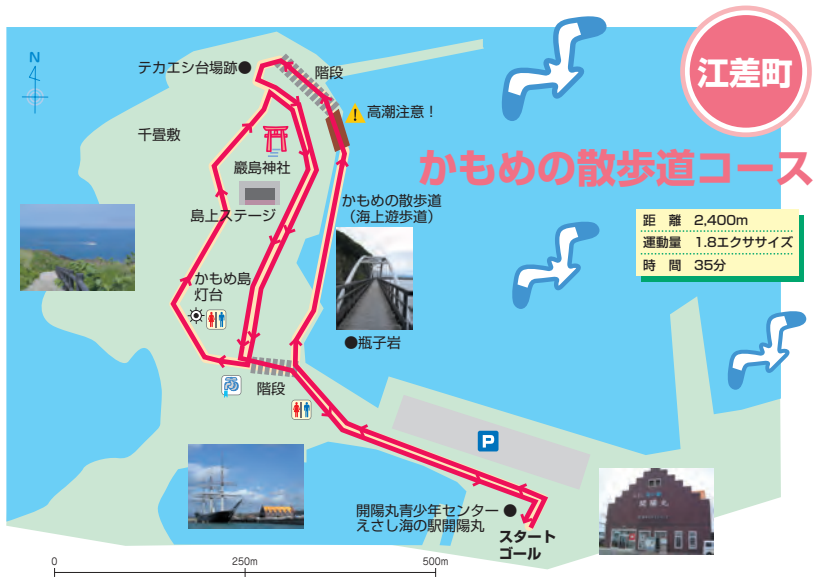 江差町
かもめの散歩道コース
距　離　2,400m
運動量　1.8エクササイズ
時　間　35分
N
テカエシ台場跡
階段
高潮注意！
千畳敷
巖島神社
島上ステージ
かもめの散歩道
（海上遊歩道）
かもめ島
灯台
瓶子岩
階段
P
開陽丸青少年センター
えさし海の駅開陽丸
スタート
ゴール
0 250m 500m